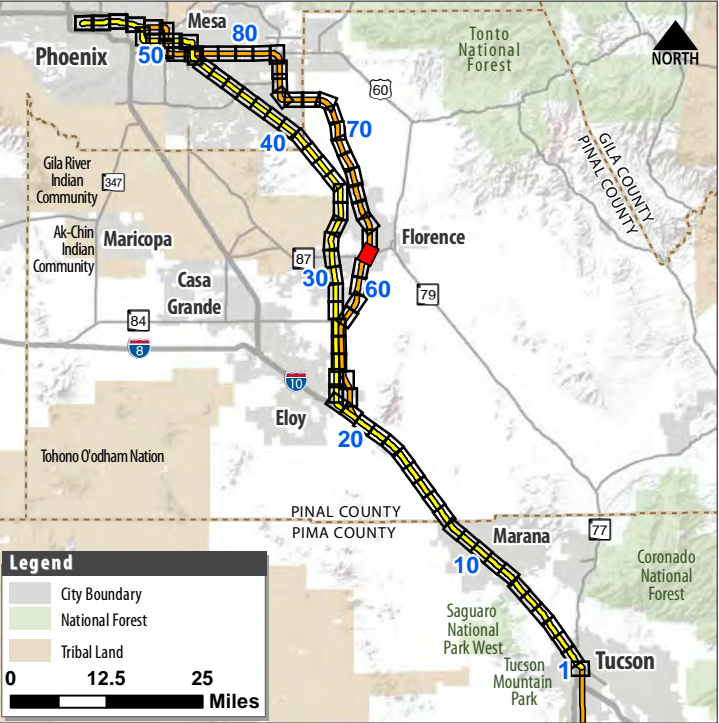 Mesa
Phoenix
50
80
Tonto
National
Forest
NORTH
60
70
40
GILA COUNTY
PINAL COUNTY
Gila River
Indian
Community
347
Ak-Chin
Indian
Community
Maricopa
Florence
87
30
60
Casa
Grande
79
84
8
10
Eloy
20
Tohono O'odham Nation
PINAL COUNTY
PIMA COUNTY
Marana
77
10
Coronado
National
Forest
Saguaro
National
Park West
Tucson
Mountain
Park
1
Tucson
Legend
City Boundary
National Forest
Tribal Land
0 12.5 25
Miles